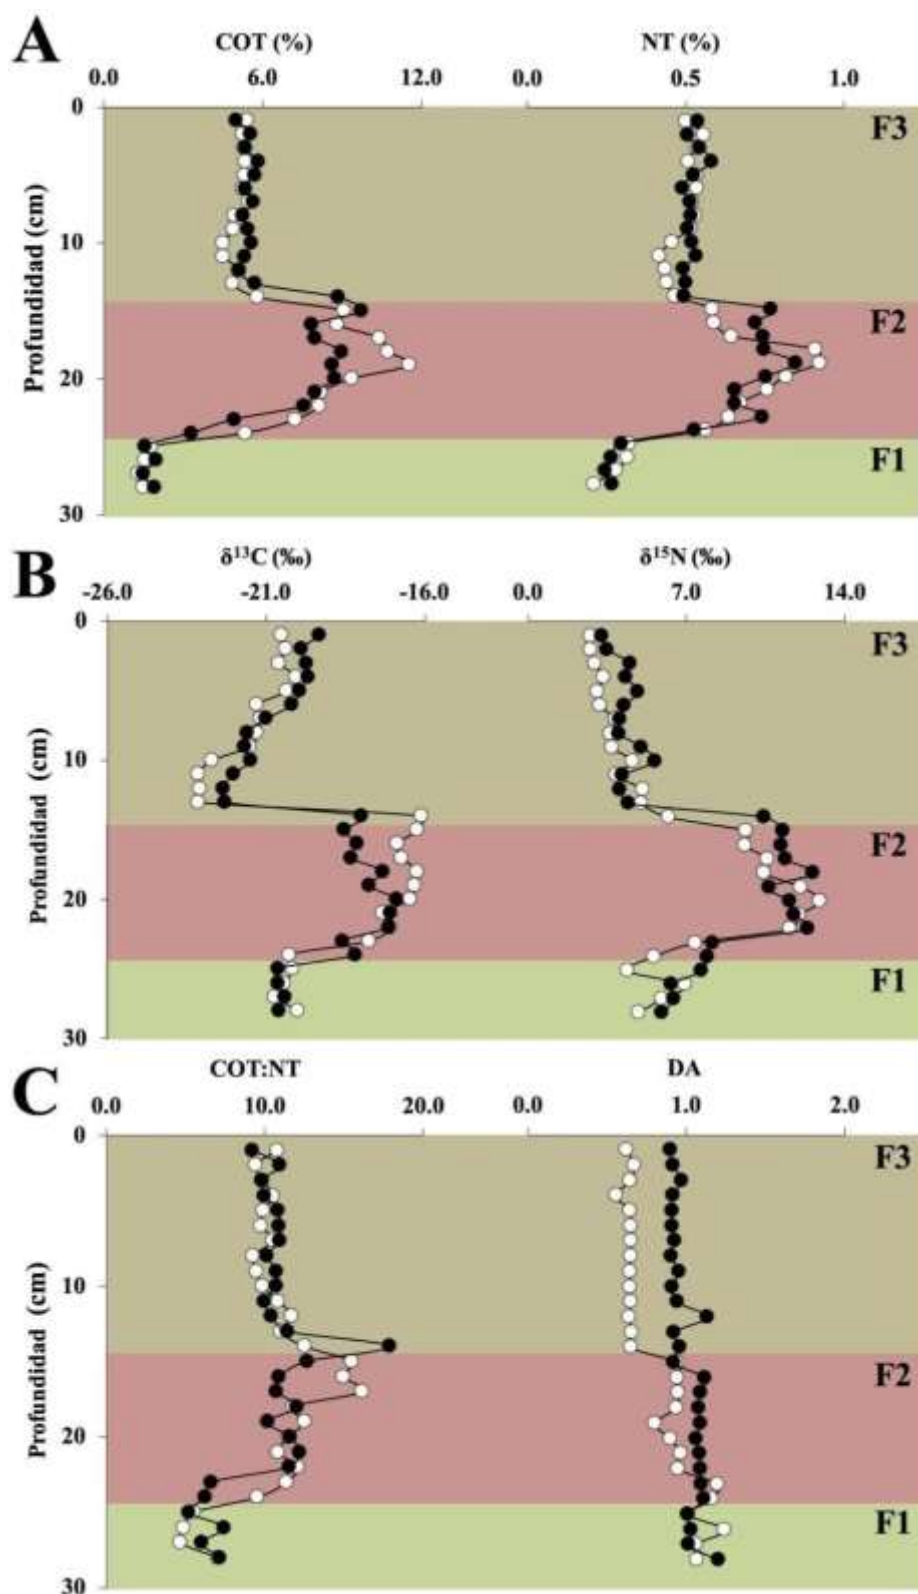 A
COT (%) NT (%)
0.0 6.0 12.0 0.0 0.5 1.0
0
F3
10
Profundidad (cm)
F2
20
F1
30
B
δ¹³C (‰) δ¹⁵N (‰)
-26.0 -21.0 -16.0 0.0 7.0 14.0
0
F3
10
Profundidad (cm)
F2
20
F1
30
C
COT:NT DA
0.0 10.0 20.0 0.0 1.0 2.0
0
F3
10
Profundidad (cm)
F2
20
F1
30